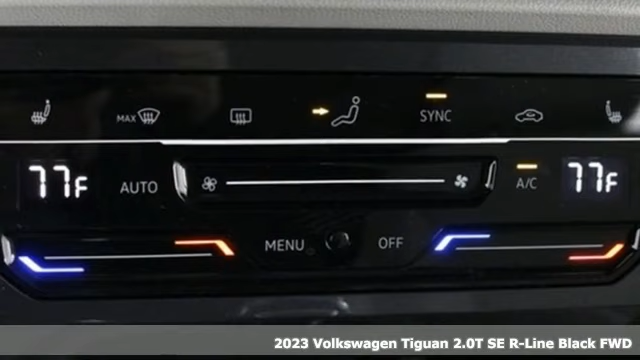 MAX
SYNC
77F
AUTO
A/C
77F
MENU
OFF
2023 Volkswagen Tiguan 2.0T SE R-Line Black FWD